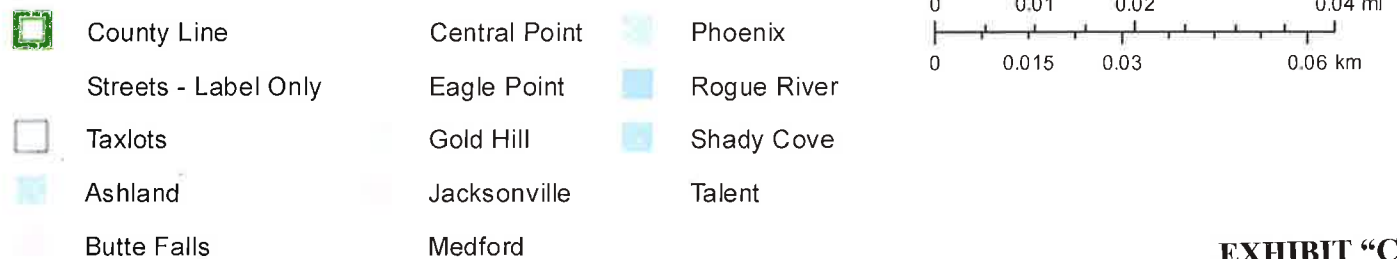 County Line
Streets - Label Only
Taxlots
Ashland
Butte Falls
Central Point
Eagle Point
Gold Hill
Jacksonville
Medford
Phoenix
Rogue River
Shady Cove
Talent
0 0.01 0.02 0.04 mi
0 0.015 0.03 0.06 km
EXHIBIT “C